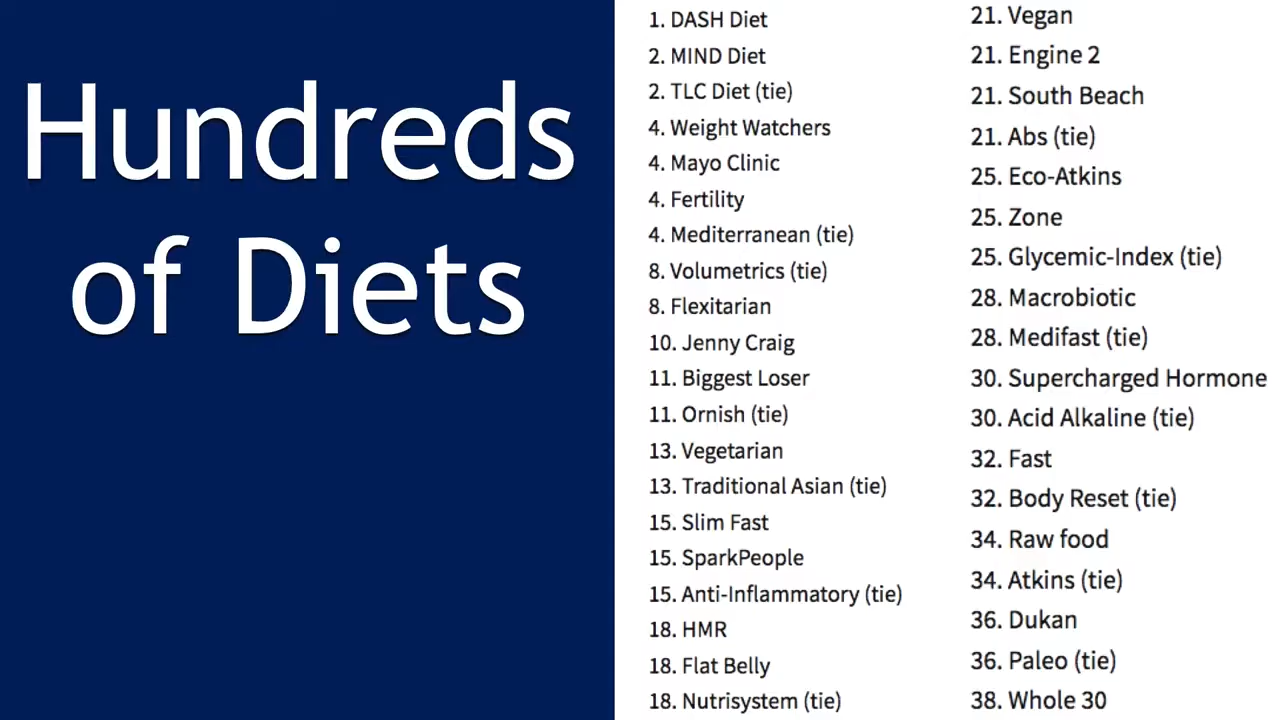 Hundreds
of Diets
1. DASH Diet
2. MIND Diet
2. TLC Diet (tie)
4. Weight Watchers
4. Mayo Clinic
4. Fertility
4. Mediterranean (tie)
8. Volumetrics (tie)
8. Flexitarian
10. Jenny Craig
11. Biggest Loser
11. Ornish (tie)
13. Vegetarian
13. Traditional Asian (tie)
15. Slim Fast
15. SparkPeople
15. Anti-Inflammatory (tie)
18. HMR
18. Flat Belly
18. Nutrisystem (tie)
21. Vegan
21. Engine 2
21. South Beach
21. Abs (tie)
25. Eco-Atkins
25. Zone
25. Glycemic-Index (tie)
28. Macrobiotic
28. Medifast (tie)
30. Supercharged Hormone
30. Acid Alkaline (tie)
32. Fast
32. Body Reset (tie)
34. Raw food
34. Atkins (tie)
36. Dukan
36. Paleo (tie)
38. Whole 30